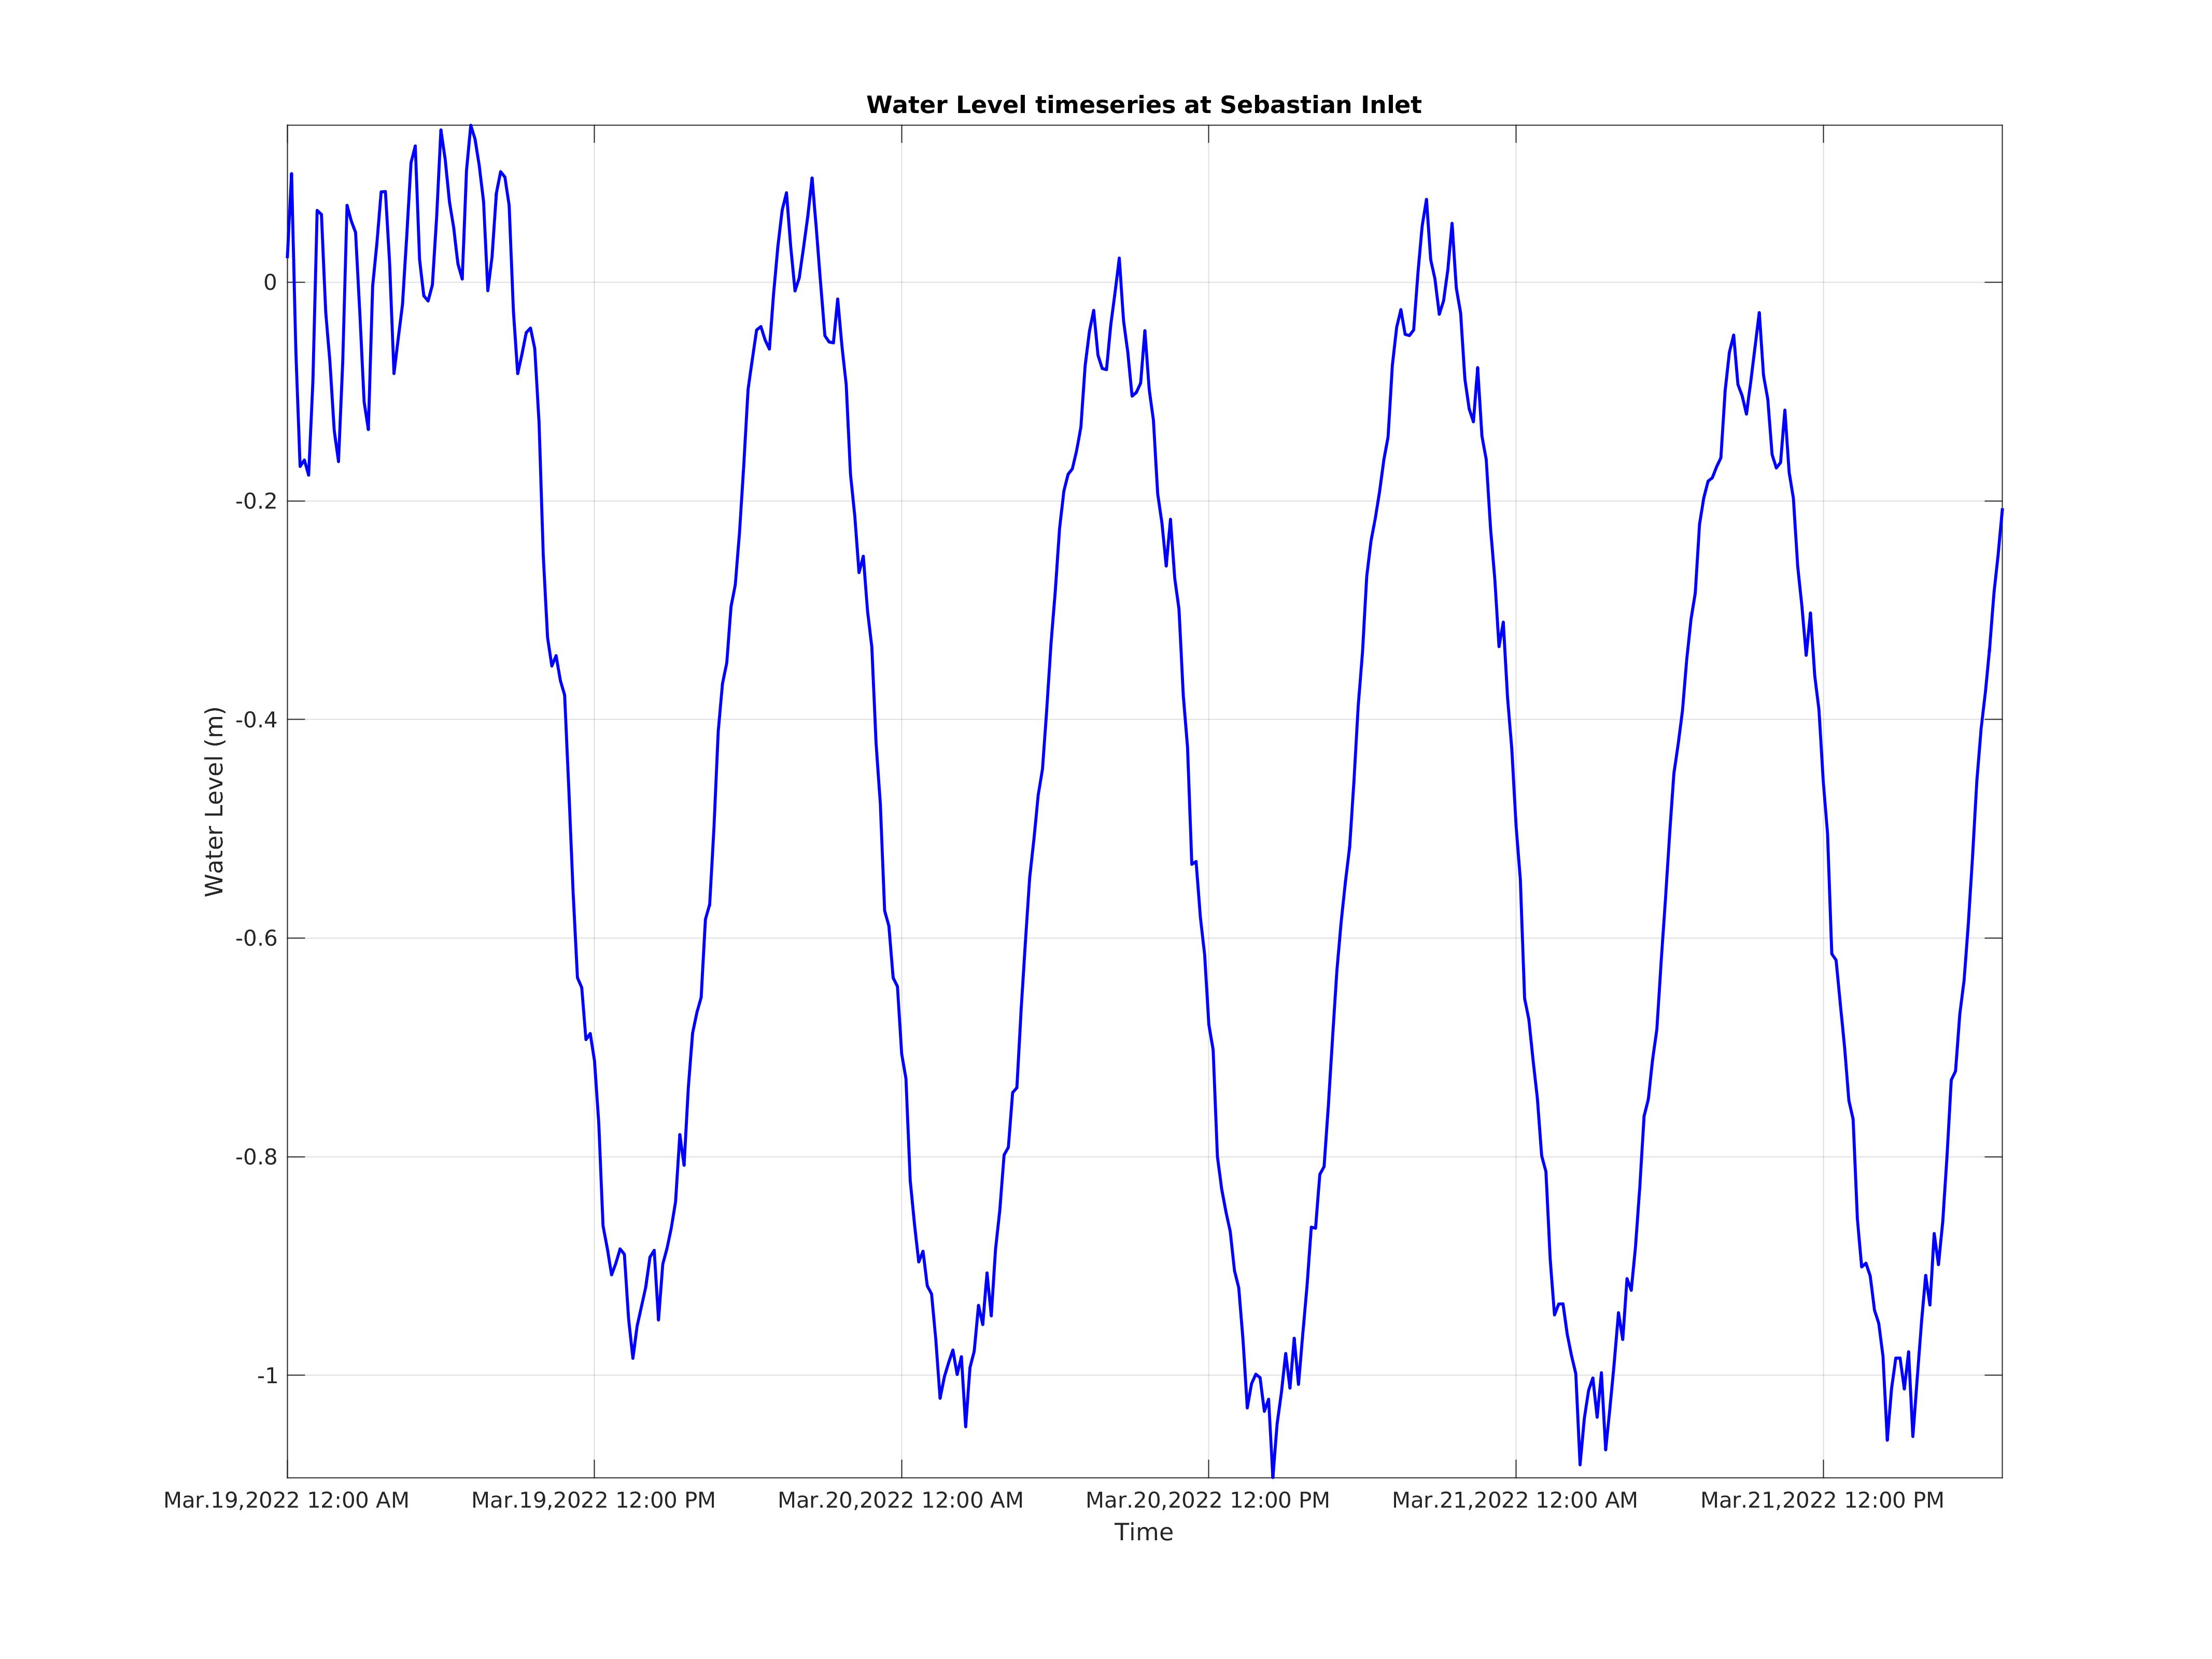 Water Level timeseries at Sebastian Inlet
Water Level (m)
0
-0.2
-0.4
-0.6
-0.8
-1
Mar.19,2022 12:00 AM
Mar.19,2022 12:00 PM
Mar.20,2022 12:00 AM
Mar.20,2022 12:00 PM
Mar.21,2022 12:00 AM
Mar.21,2022 12:00 PM
Time